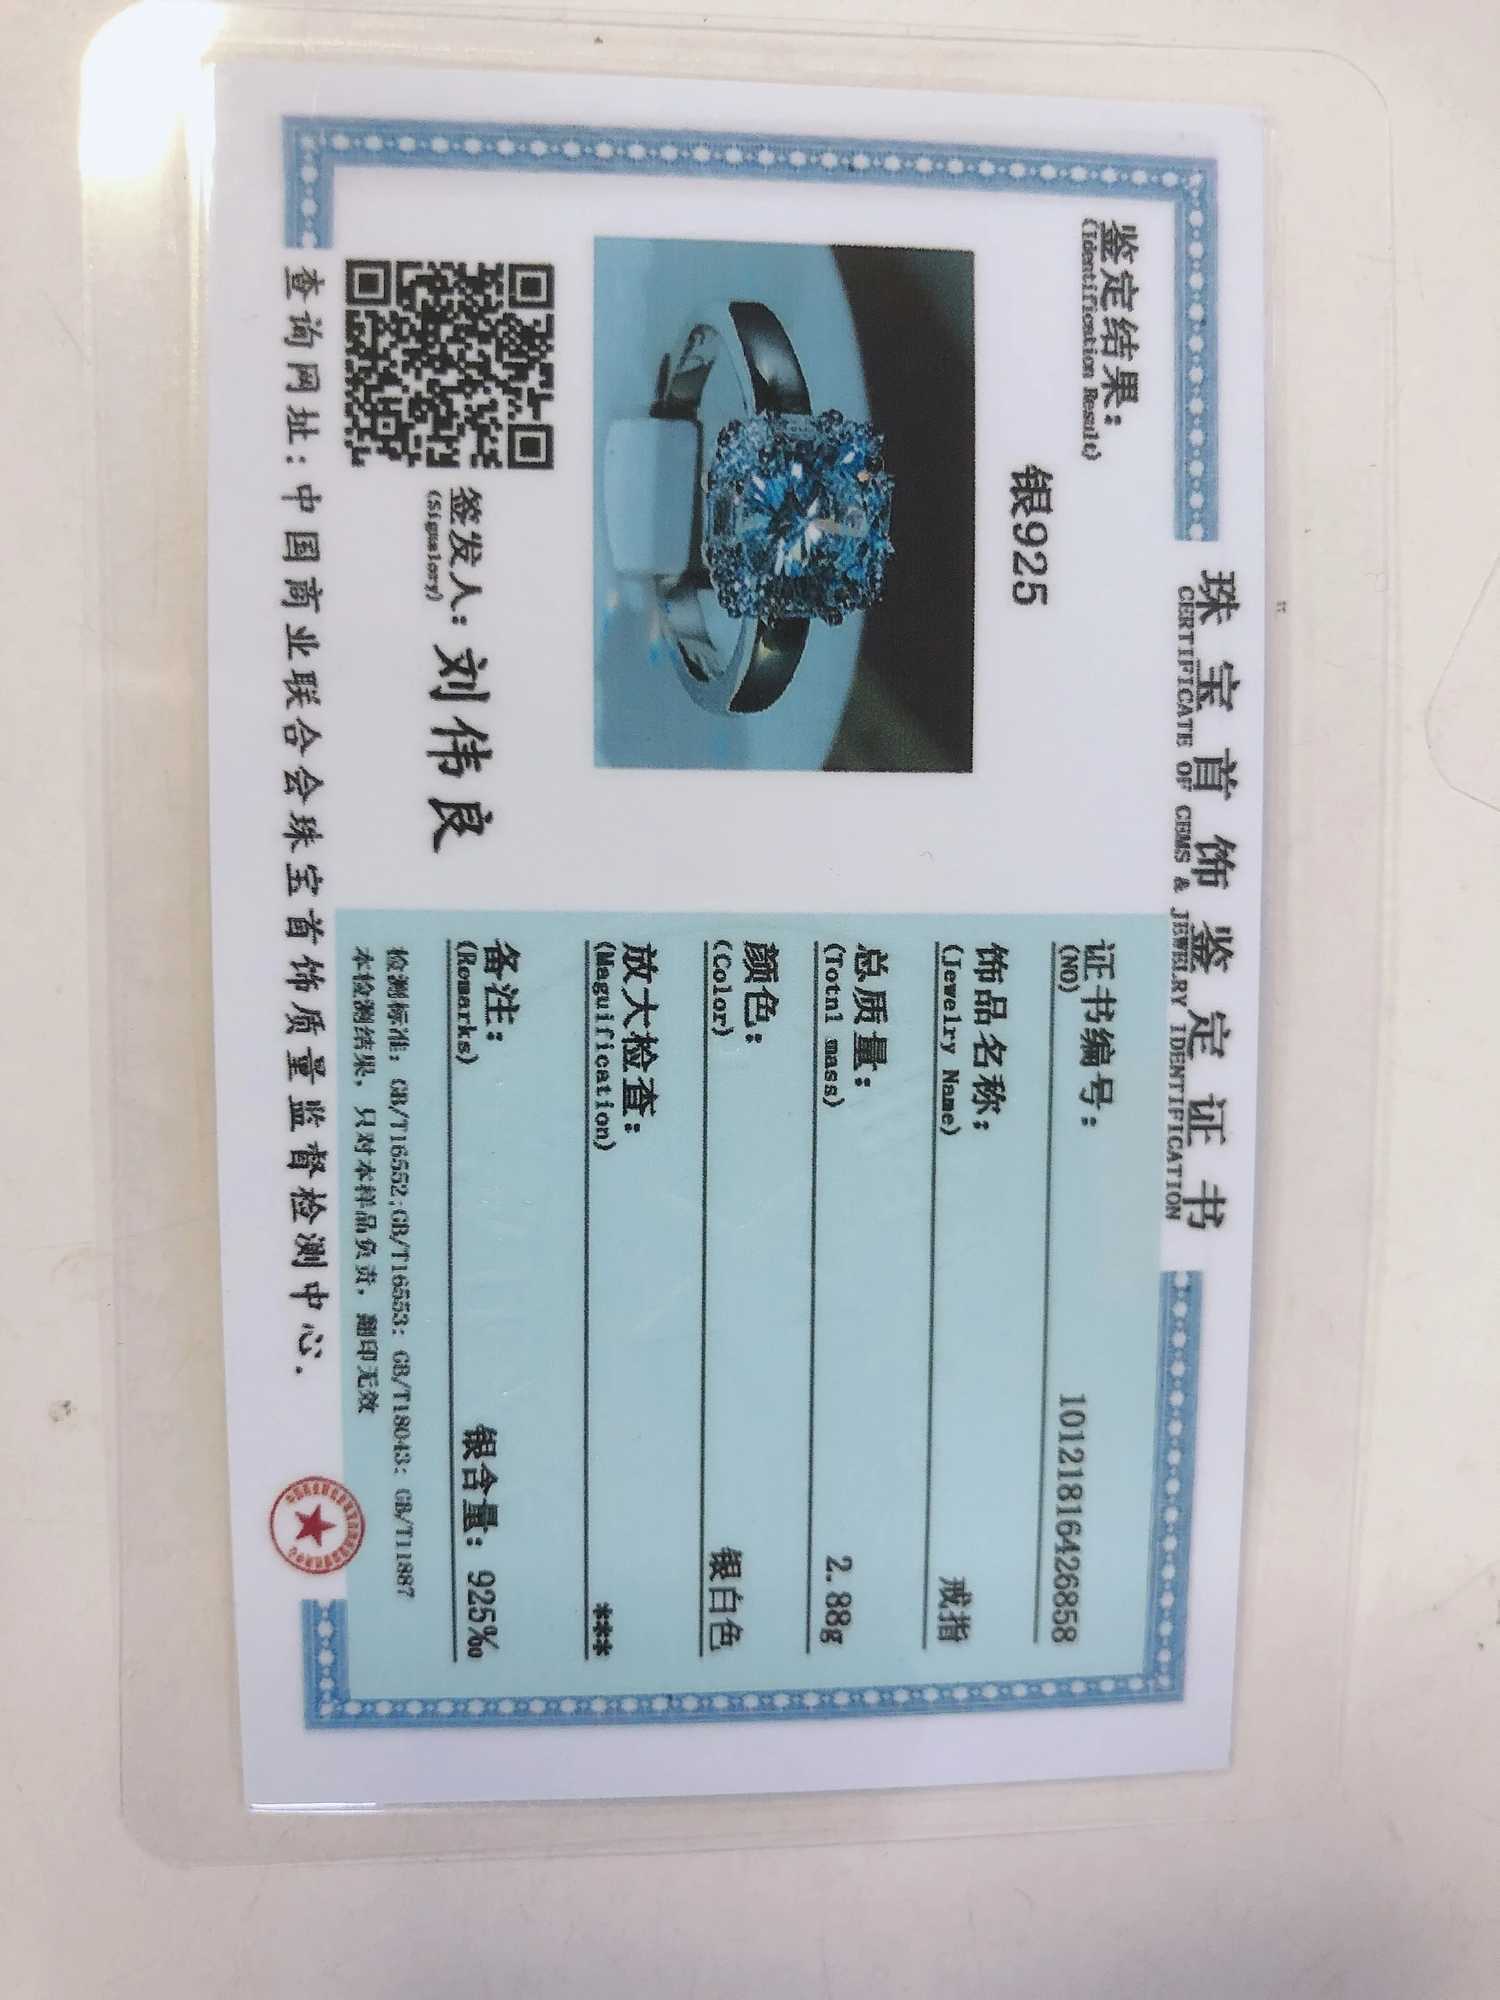 珠宝首饰鉴定证书
CERTIFICATE OF CEMS & JEWELRY IDENTIFICATION
鉴定结果:
(Identification Result)
银925
签发人: 刘伟良
(Signalory)
证书编号: 10121816426858
(NO)
饰品名称: 戒指
(Jewelry Name)
总质量: 2.88g
(Totnl mass)
颜色: 银白色
(Color)
放大检查: ***
(Maguification)
备注: 银含量: 925‰
(Remarks)
检测标准: GB/T16552;GB/T16553: GB/T18043: GB/T11887
本检测结果, 只对本样品负责, 翻印无效
查询网址: 中国商业联合会珠宝首饰质量监督检测中心.